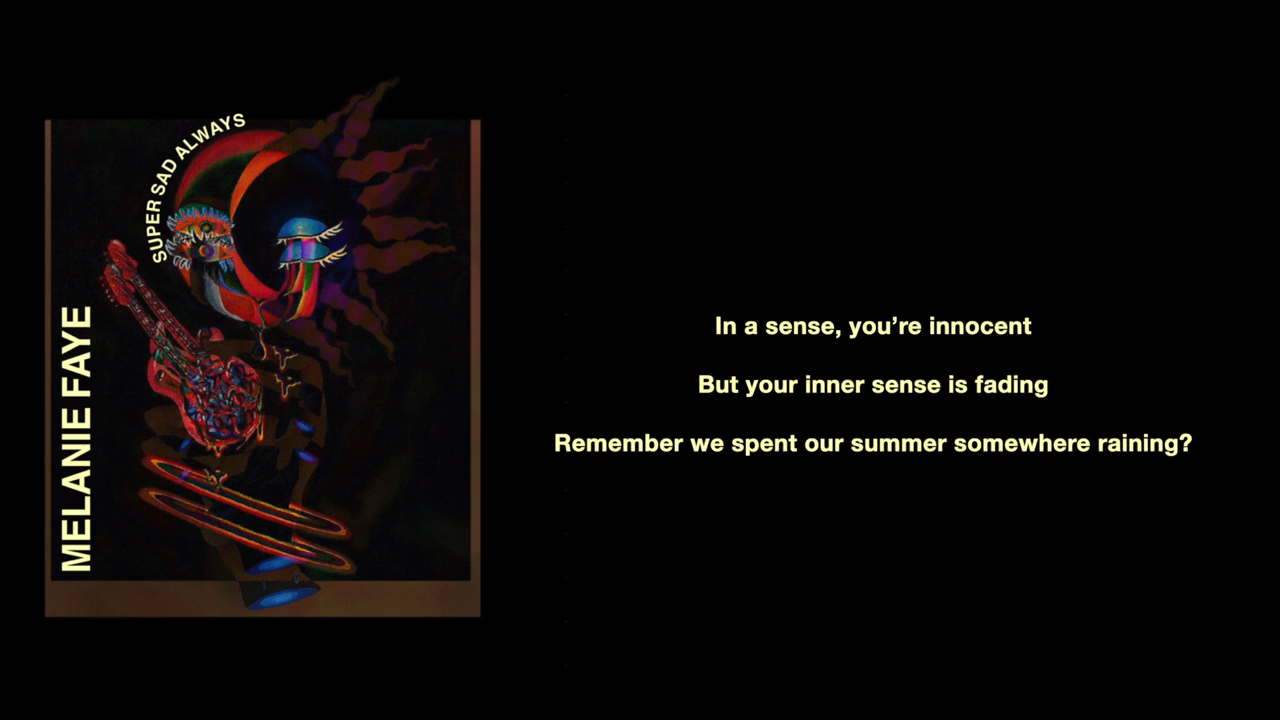 SUPER SAD ALWAYS
MELANIE FAYE
In a sense, you’re innocent
But your inner sense is fading
Remember we spent our summer somewhere raining?